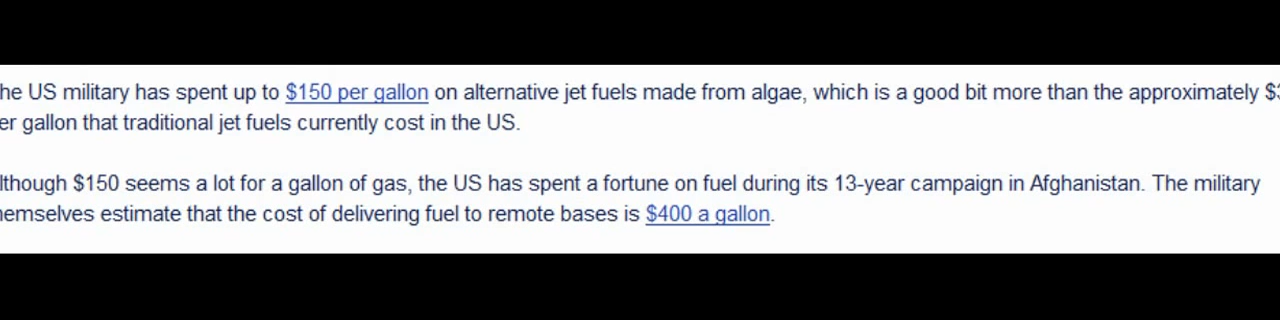 he US military has spent up to $150 per gallon on alternative jet fuels made from algae, which is a good bit more than the approximately $3
er gallon that traditional jet fuels currently cost in the US.
lthough $150 seems a lot for a gallon of gas, the US has spent a fortune on fuel during its 13-year campaign in Afghanistan. The military
hemselves estimate that the cost of delivering fuel to remote bases is $400 a gallon.